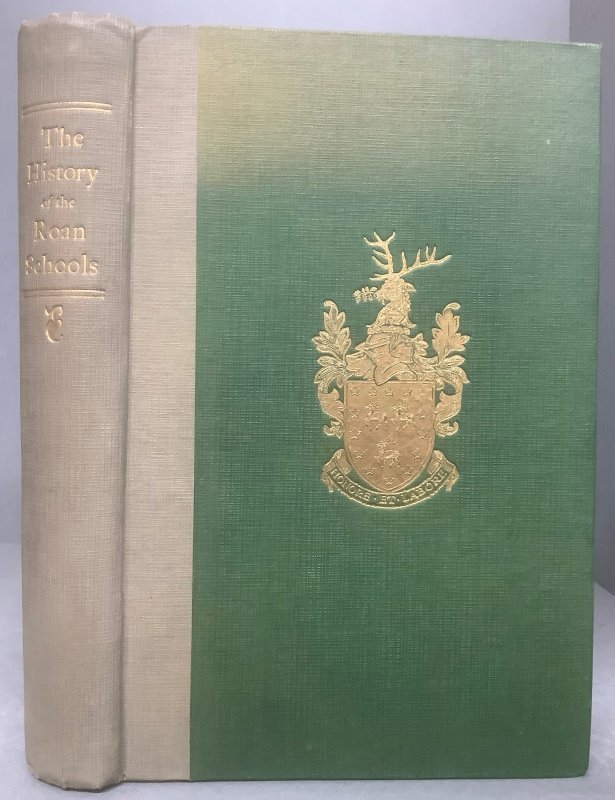 The
History
of the
Roan
Schools
HONORE · ET · LABORE